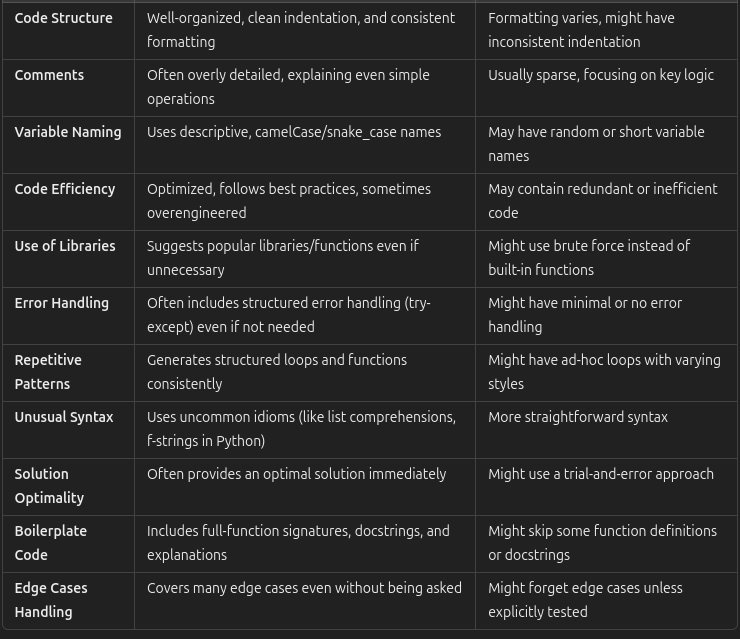 Code Structure Well-organized, clean indentation, and consistent Formatting varies, might have
formatting inconsistent indentation
Comments Often overly detailed, explaining even simple Usually sparse, focusing on key logic
operations
Variable Naming Uses descriptive, camelCase/snake_case names May have random or short variable
names
Code Efficiency Optimized, follows best practices, sometimes May contain redundant or inefficient
overengineered code
Use of Libraries Suggests popular libraries/functions even if Might use brute force instead of
unnecessary built-in functions
Error Handling Often includes structured error handling (try- Might have minimal or no error
except) even if not needed handling
Repetitive Generates structured loops and functions Might have ad-hoc loops with varying
Patterns consistently styles
Unusual Syntax Uses uncommon idioms (like list comprehensions, More straightforward syntax
f-strings in Python)
Solution Often provides an optimal solution immediately Might use a trial-and-error approach
Optimality
Boilerplate Includes full-function signatures, docstrings, and Might skip some function definitions
Code explanations or docstrings
Edge Cases Covers many edge cases even without being asked Might forget edge cases unless
Handling explicitly tested